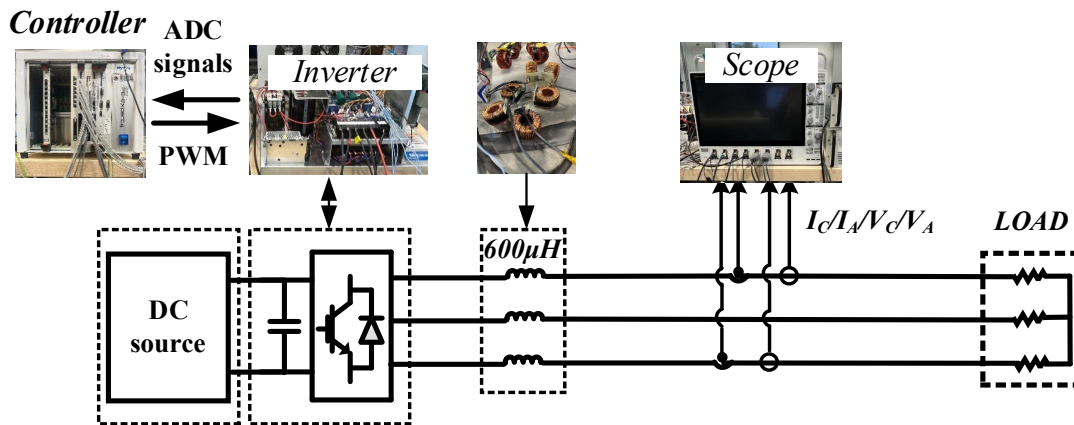 Controller
ADC
signals
PWM
Inverter
Scope
600μH
I_C/I_A/V_C/V_A
LOAD
DC
source